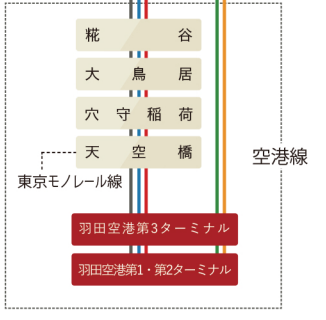 糀谷
大鳥居
穴守稲荷
天空橋
空港線
東京モノレール線
羽田空港第3ターミナル
羽田空港第1・第2ターミナル